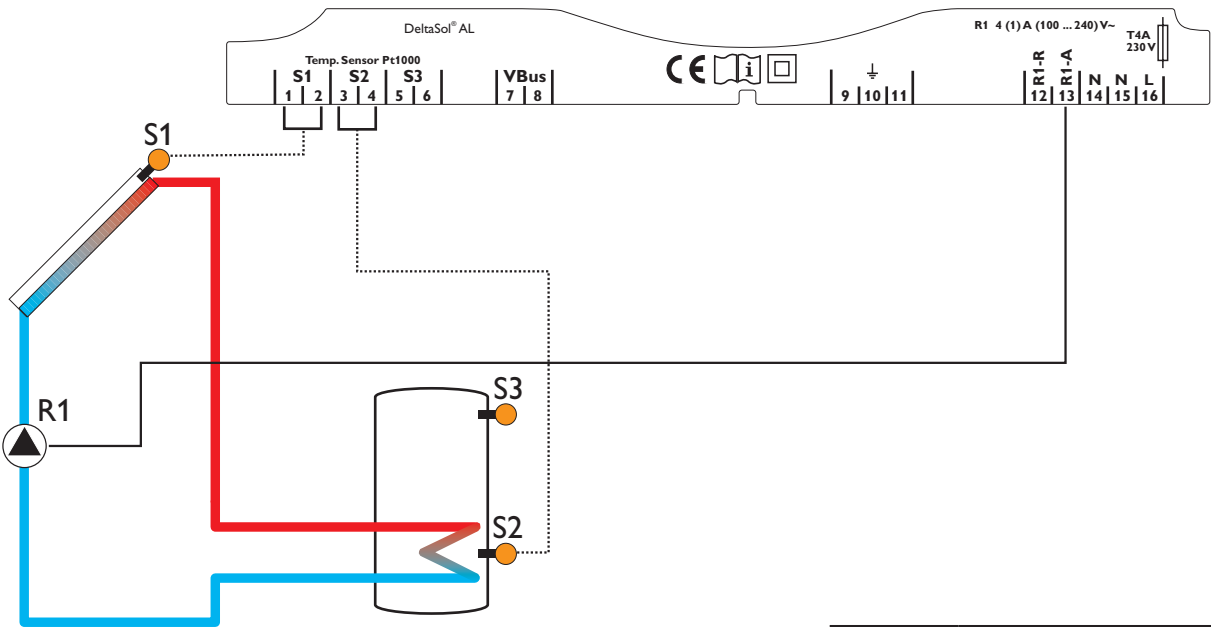 DeltaSol® AL
R1 4 (1) A (100 ... 240) V~
T4A
230 V
Temp. Sensor Pt1000
S1 S2 S3
VBus
R1-R R1-A N N L
1 2 3 4 5 6 7 8 9 10 11 12 13 14 15 16
CE i
S1
S3
R1
S2